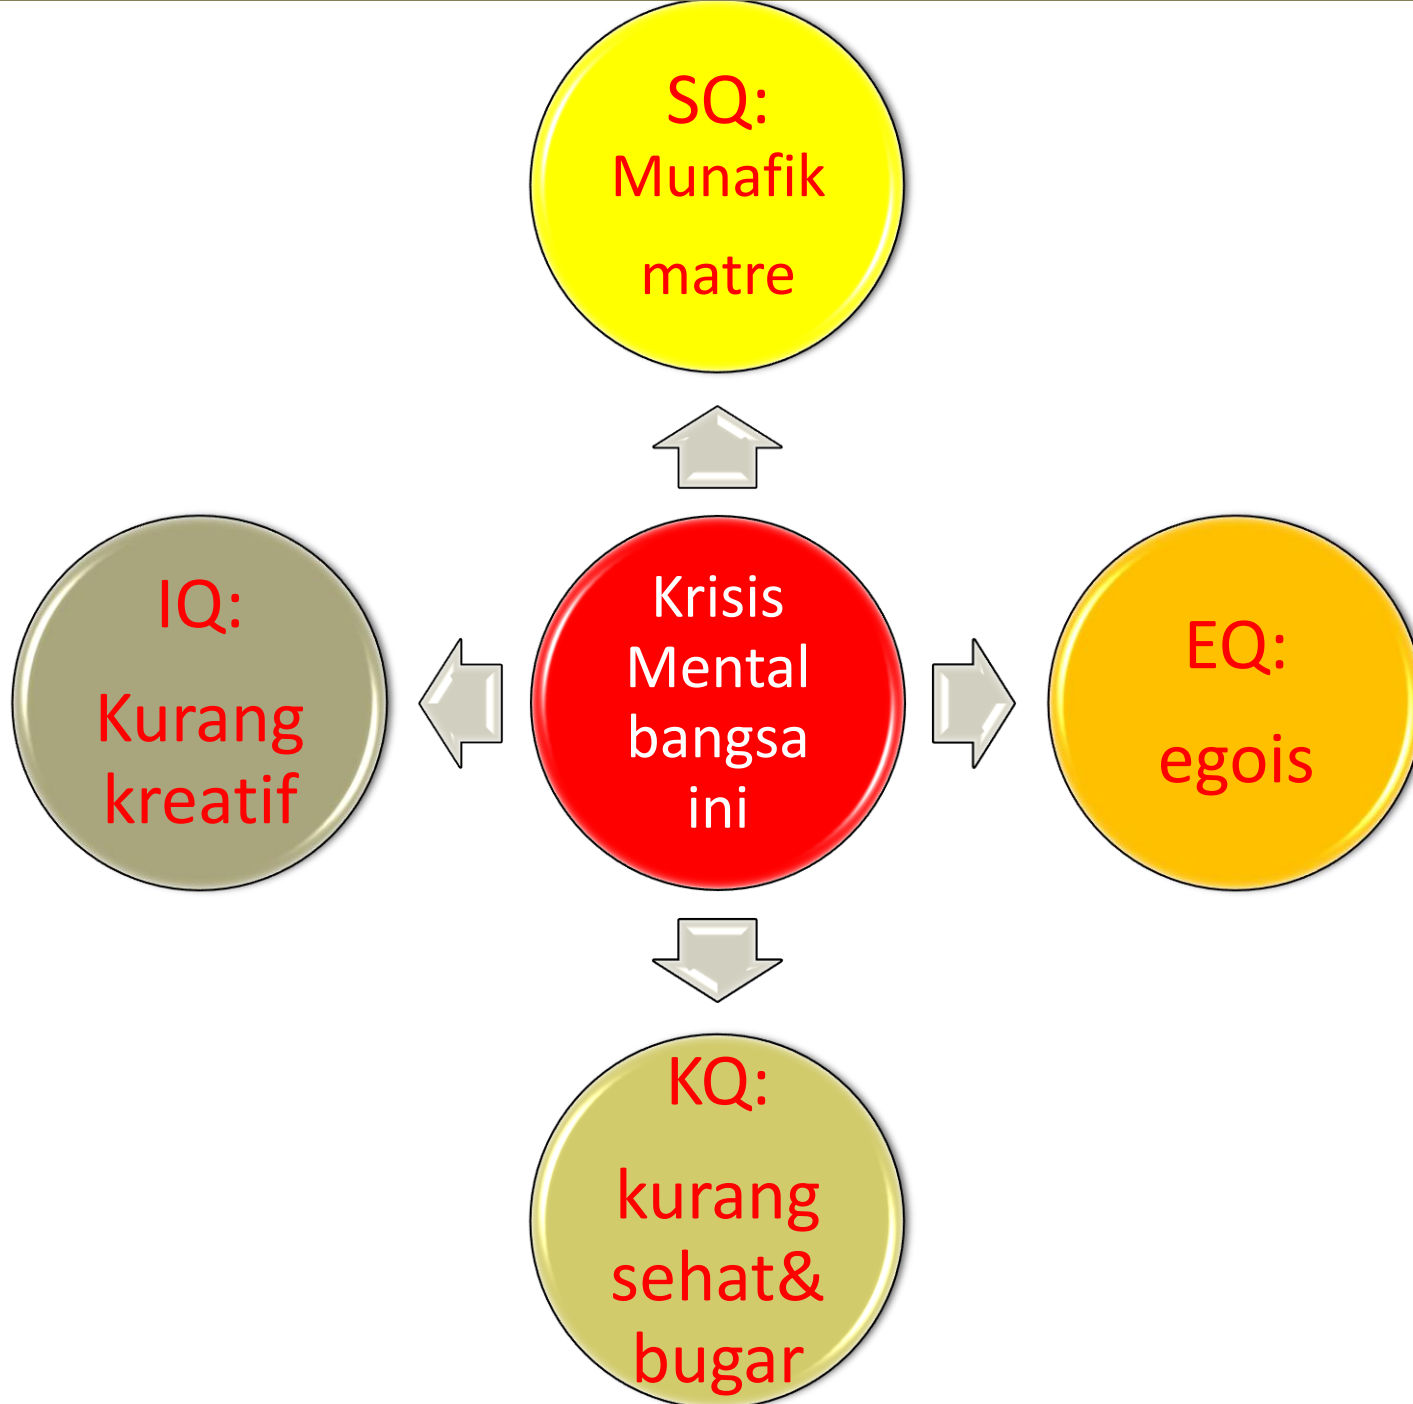 SQ:
Munafik
matre
IQ:
Kurang
kreatif
Krisis
Mental
bangsa
ini
EQ:
egois
KQ:
kurang
sehat&
bugar